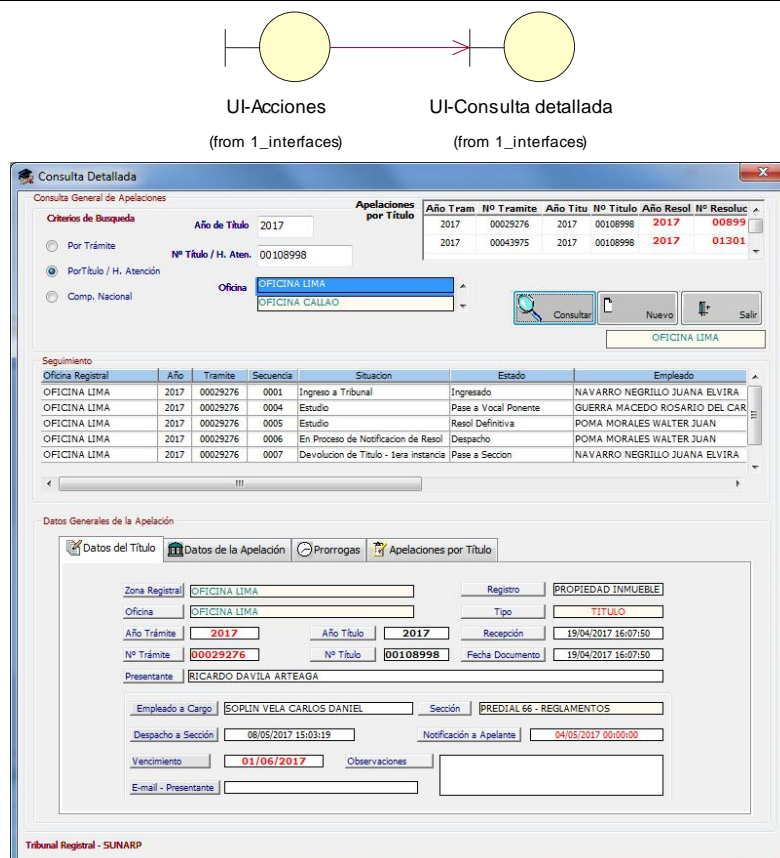 UI-Acciones UI-Consulta detallada
(from 1_interfaces) (from 1_interfaces)
Consulta Detallada
Consulta General de Apelaciones
Criterios de Busqueda
Por Trámite
PorTítulo / H. Atención
Comp. Nacional
Año de Título 2017
Nº Título / H. Aten. 00108998
Oficina OFICINA LIMA
OFICINA CALLAO
Apelaciones
por Título
Año Tram Nº Tramite Año Titu Nº Titulo Año Resol Nº Resoluc
2017 00029276 2017 00108998 2017 00899
2017 00043975 2017 00108998 2017 01301
Consultar Nuevo Salir
OFICINA LIMA
Seguimiento
Oficina Registral Año Tramite Secuencia Situacion Estado Empleado
OFICINA LIMA 2017 00029276 0001 Ingreso a Tribunal Ingresado NAVARRO NEGRILLO JUANA ELVIRA
OFICINA LIMA 2017 00029276 0004 Estudio Pase a Vocal Ponente GUERRA MACEDO ROSARIO DEL CAR
OFICINA LIMA 2017 00029276 0005 Estudio Resol Definitiva POMA MORALES WALTER JUAN
OFICINA LIMA 2017 00029276 0006 En Proceso de Notificacion de Resol Despacho POMA MORALES WALTER JUAN
OFICINA LIMA 2017 00029276 0007 Devolucion de Titulo - 1era instancia Pase a Seccion NAVARRO NEGRILLO JUANA ELVIRA
Datos Generales de la Apelación
Datos del Título Datos de la Apelación Prorrogas Apelaciones por Título
Zona Registral OFICINA LIMA Registro PROPIEDAD INMUEBLE
Oficina OFICINA LIMA Tipo TITULO
Año Trámite 2017 Año Título 2017 Recepción 19/04/2017 16:07:50
Nº Trámite 00029276 Nº Título 00108998 Fecha Documento 19/04/2017 16:07:50
Presentante RICARDO DAVILA ARTEAGA
Empleado a Cargo SOPLIN VELA CARLOS DANIEL Sección PREDIAL 66 - REGLAMENTOS
Despacho a Sección 08/05/2017 15:03:19 Notificación a Apelante 04/05/2017 00:00:00
Vencimiento 01/06/2017 Observaciones
E-mail - Presentante
Tribunal Registral - SUNARP